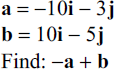 a = −10i − 3j
b = 10i − 5j
Find: −a + b